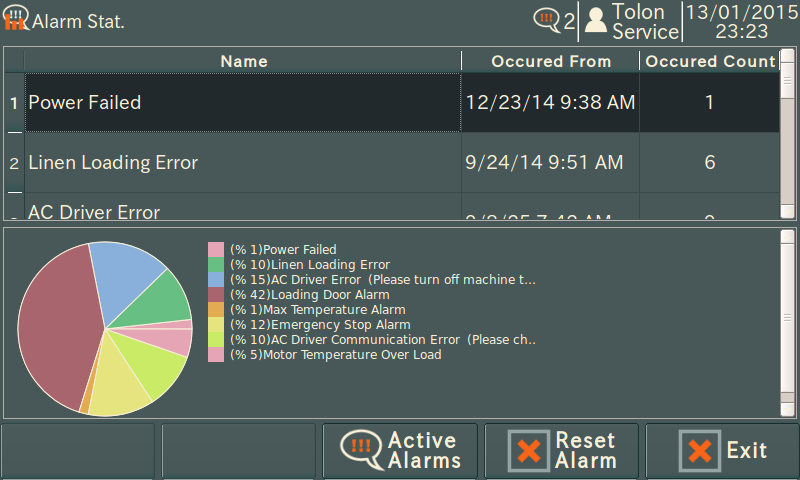 Alarm Stat.
2
Tolon
Service
13/01/2015
23:23
Name
Occured From
Occured Count
1
Power Failed
12/23/14 9:38 AM
1
2
Linen Loading Error
9/24/14 9:51 AM
6
AC Driver Error
(% 1)Power Failed
(% 10)Linen Loading Error
(% 15)AC Driver Error (Please turn off machine t...
(% 42)Loading Door Alarm
(% 1)Max Temperature Alarm
(% 12)Emergency Stop Alarm
(% 10)AC Driver Communication Error (Please ch..
(% 5)Motor Temperature Over Load
Active
Alarms
Reset
Alarm
Exit